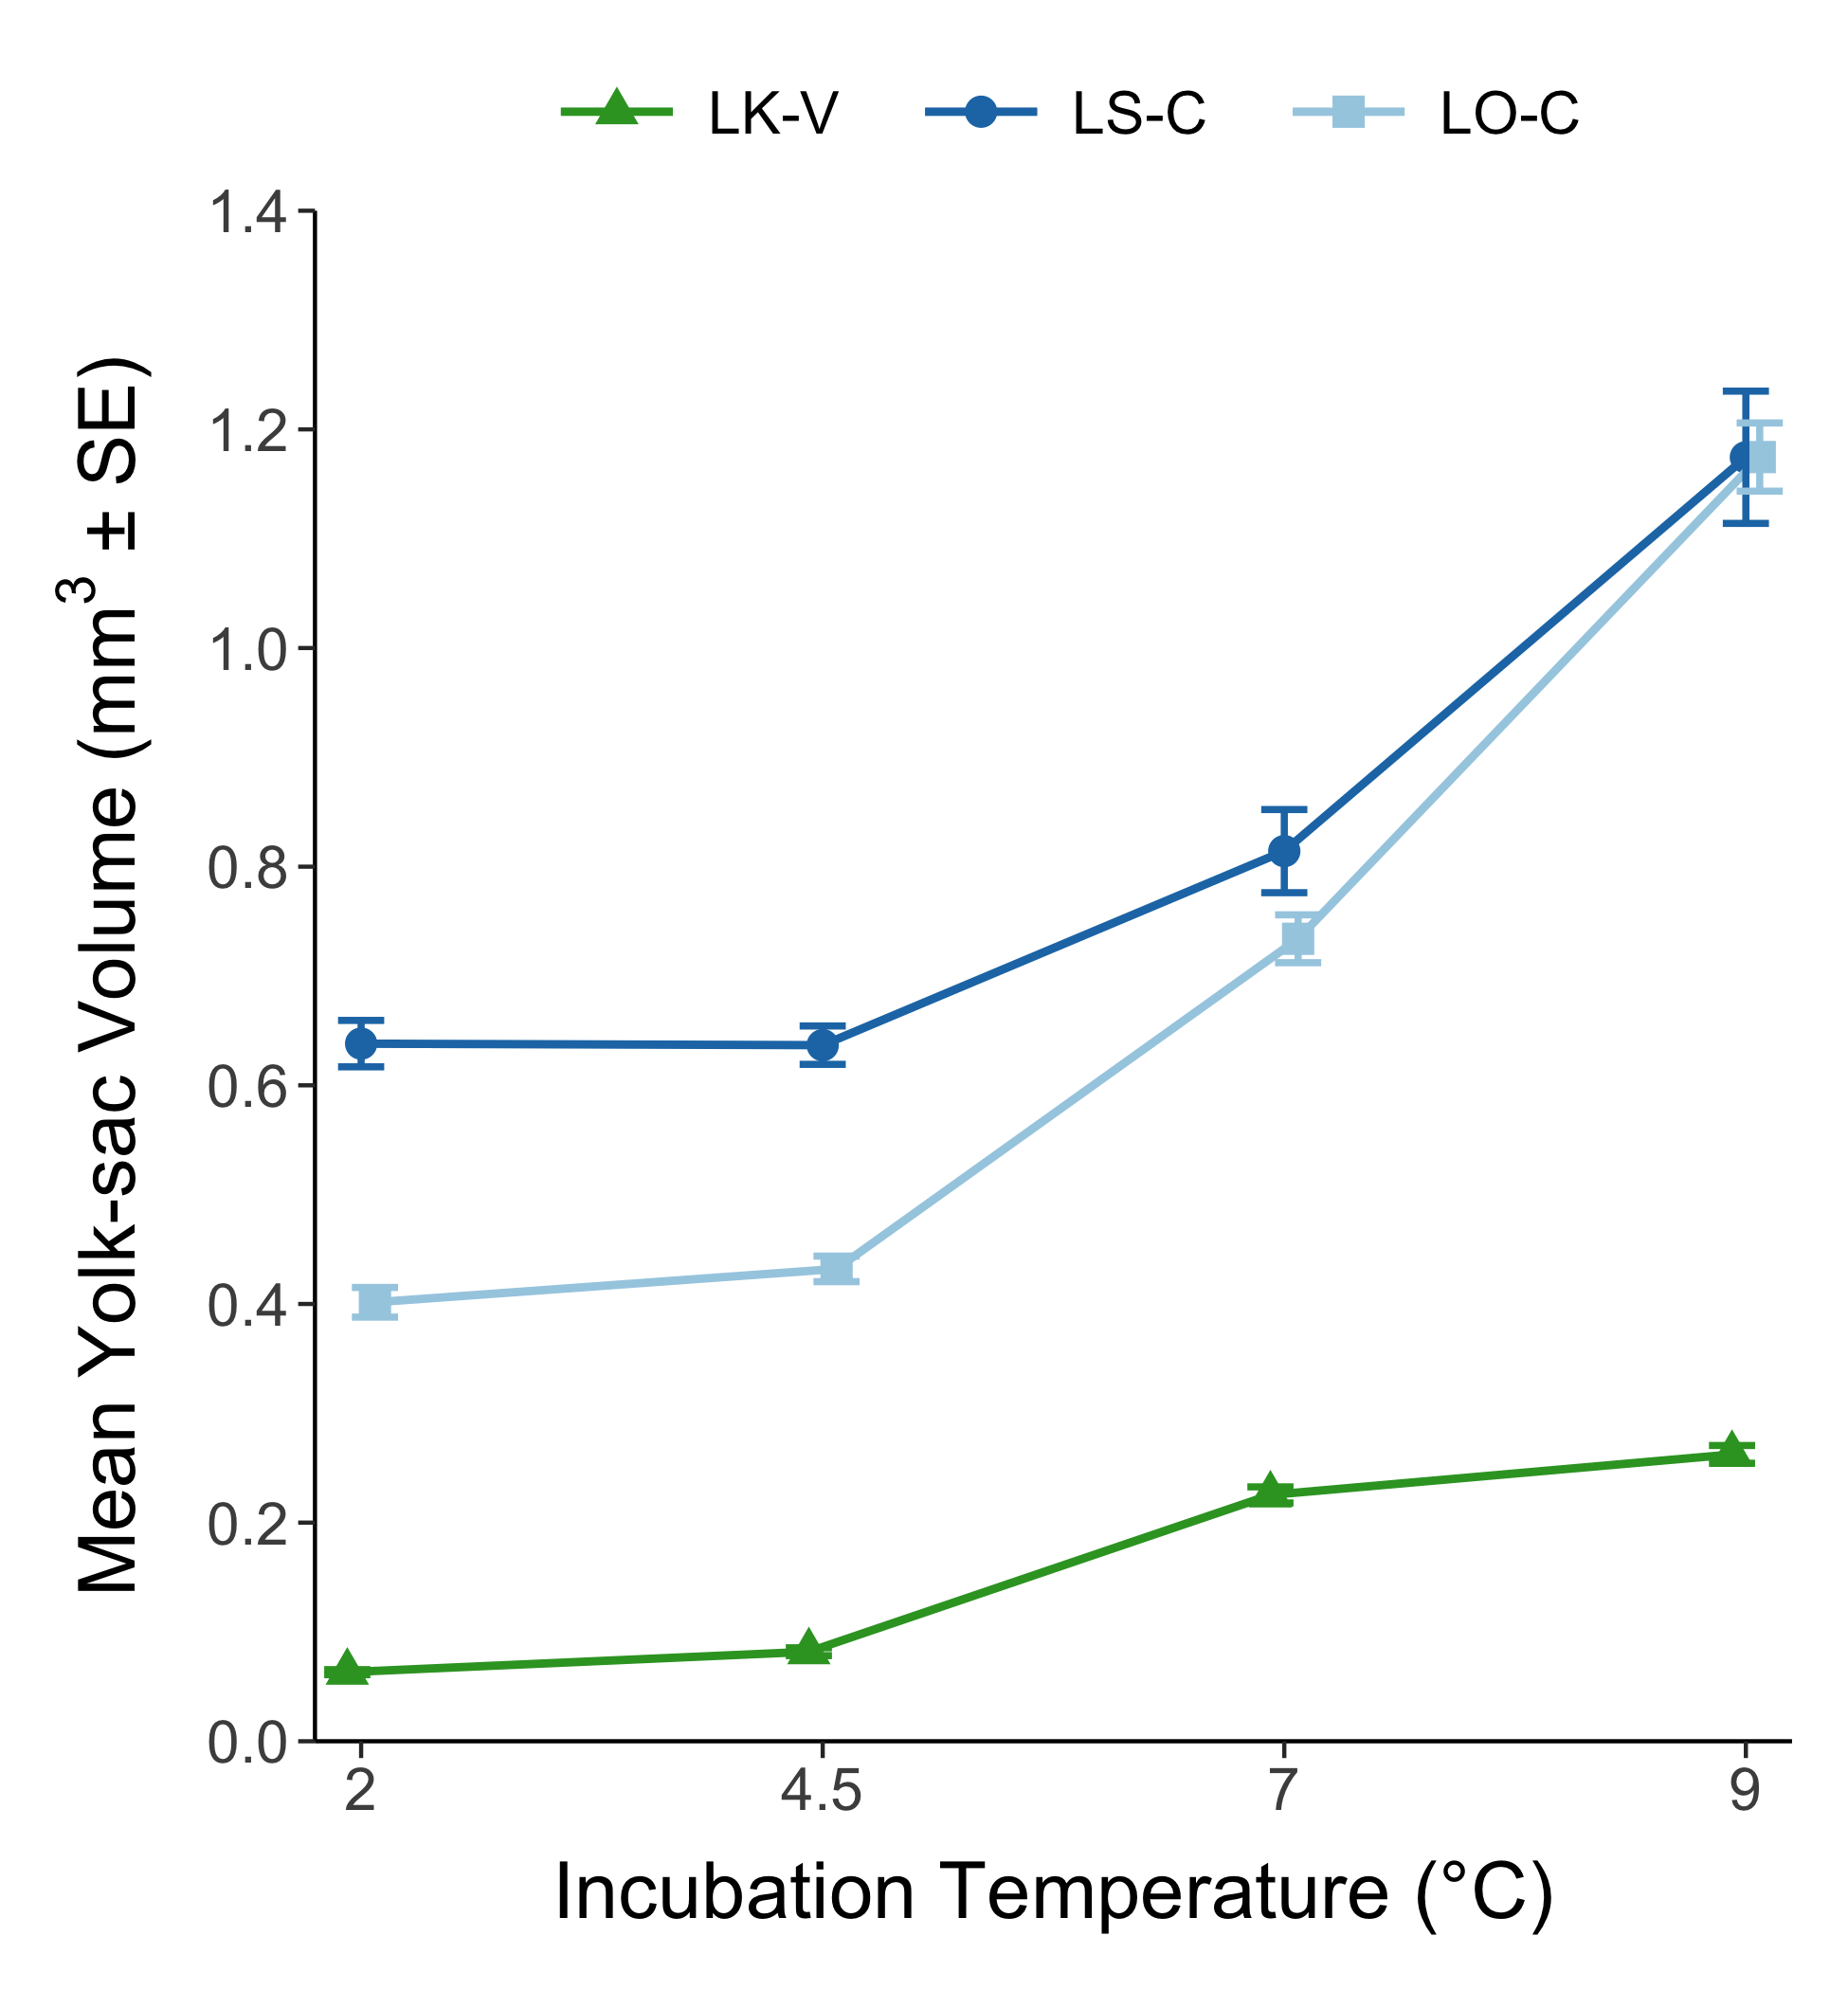 LK-V LS-C LO-C
Mean Yolk-sac Volume (mm³ ± SE)
1.4
1.2
1.0
0.8
0.6
0.4
0.2
0.0
2 4.5 7 9
Incubation Temperature (°C)